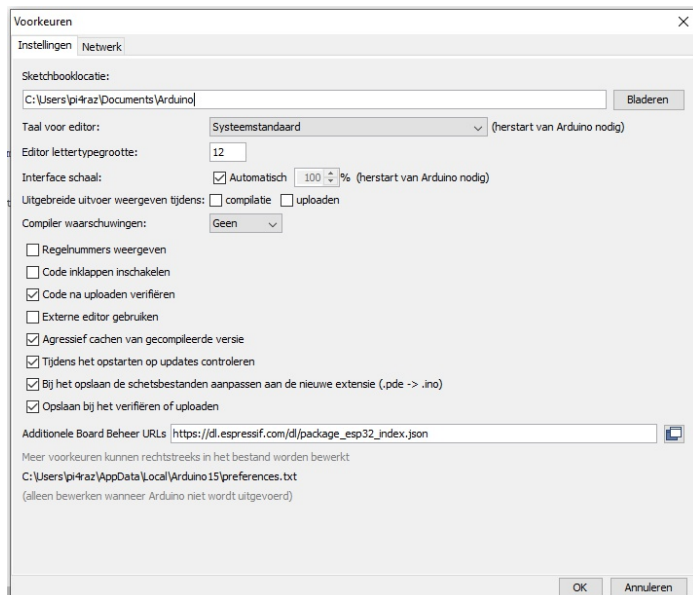 Voorkeuren
Instellingen Netwerk
Sketchbooklocatie:
C:\Users\pi4raz\Documents\Arduino Bladeren
Taal voor editor: Systeemstandaard (herstart van Arduino nodig)
Editor lettertypegrootte: 12
Interface schaal: Automatisch 100 % (herstart van Arduino nodig)
Uitgebreide uitvoer weergeven tijdens: compilatie uploaden
Compiler waarschuwingen: Geen
Regelnummers weergeven
Code inklappen inschakelen
Code na uploaden verifiëren
Externe editor gebruiken
Agressief cachen van gecompileerde versie
Tijdens het opstarten op updates controleren
Bij het opslaan de schetsbestanden aanpassen aan de nieuwe extensie (.pde -> .ino)
Opslaan bij het verifiëren of uploaden
Additionele Board Beheer URLs https://dl.espressif.com/dl/package_esp32_index.json
Meer voorkeuren kunnen rechtstreeks in het bestand worden bewerkt
C:\Users\pi4raz\AppData\Local\Arduino15\preferences.txt
(alleen bewerken wanneer Arduino niet wordt uitgevoerd)
OK Annuleren